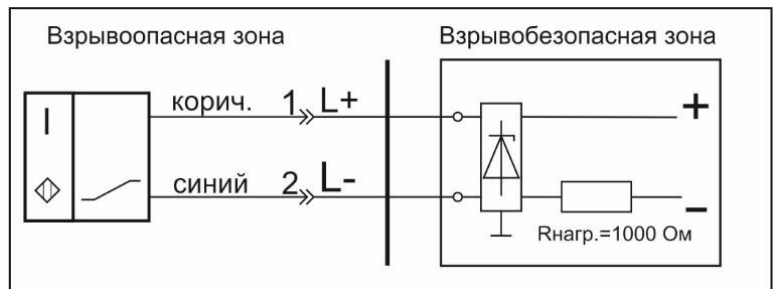 Взрывоопасная зона
Взрывобезопасная зона
корич. 1 L+
+
синий 2 L-
–
Rнагр.=1000 Ом